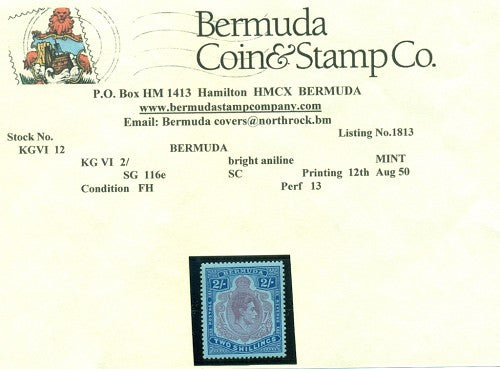 Bermuda
Coin & Stamp Co.
P.O. Box HM 1413 Hamilton HMCX BERMUDA
www.bermudastampcompany.com
Email: Bermuda covers@northrock.bm
Stock No. Listing No.1813
KGVI 12 BERMUDA
KG VI 2/ bright aniline MINT
SG 116e SC Printing 12th Aug 50
Condition FH Perf 13
BERMUDA
2/- 2/-
TWO SHILLINGS